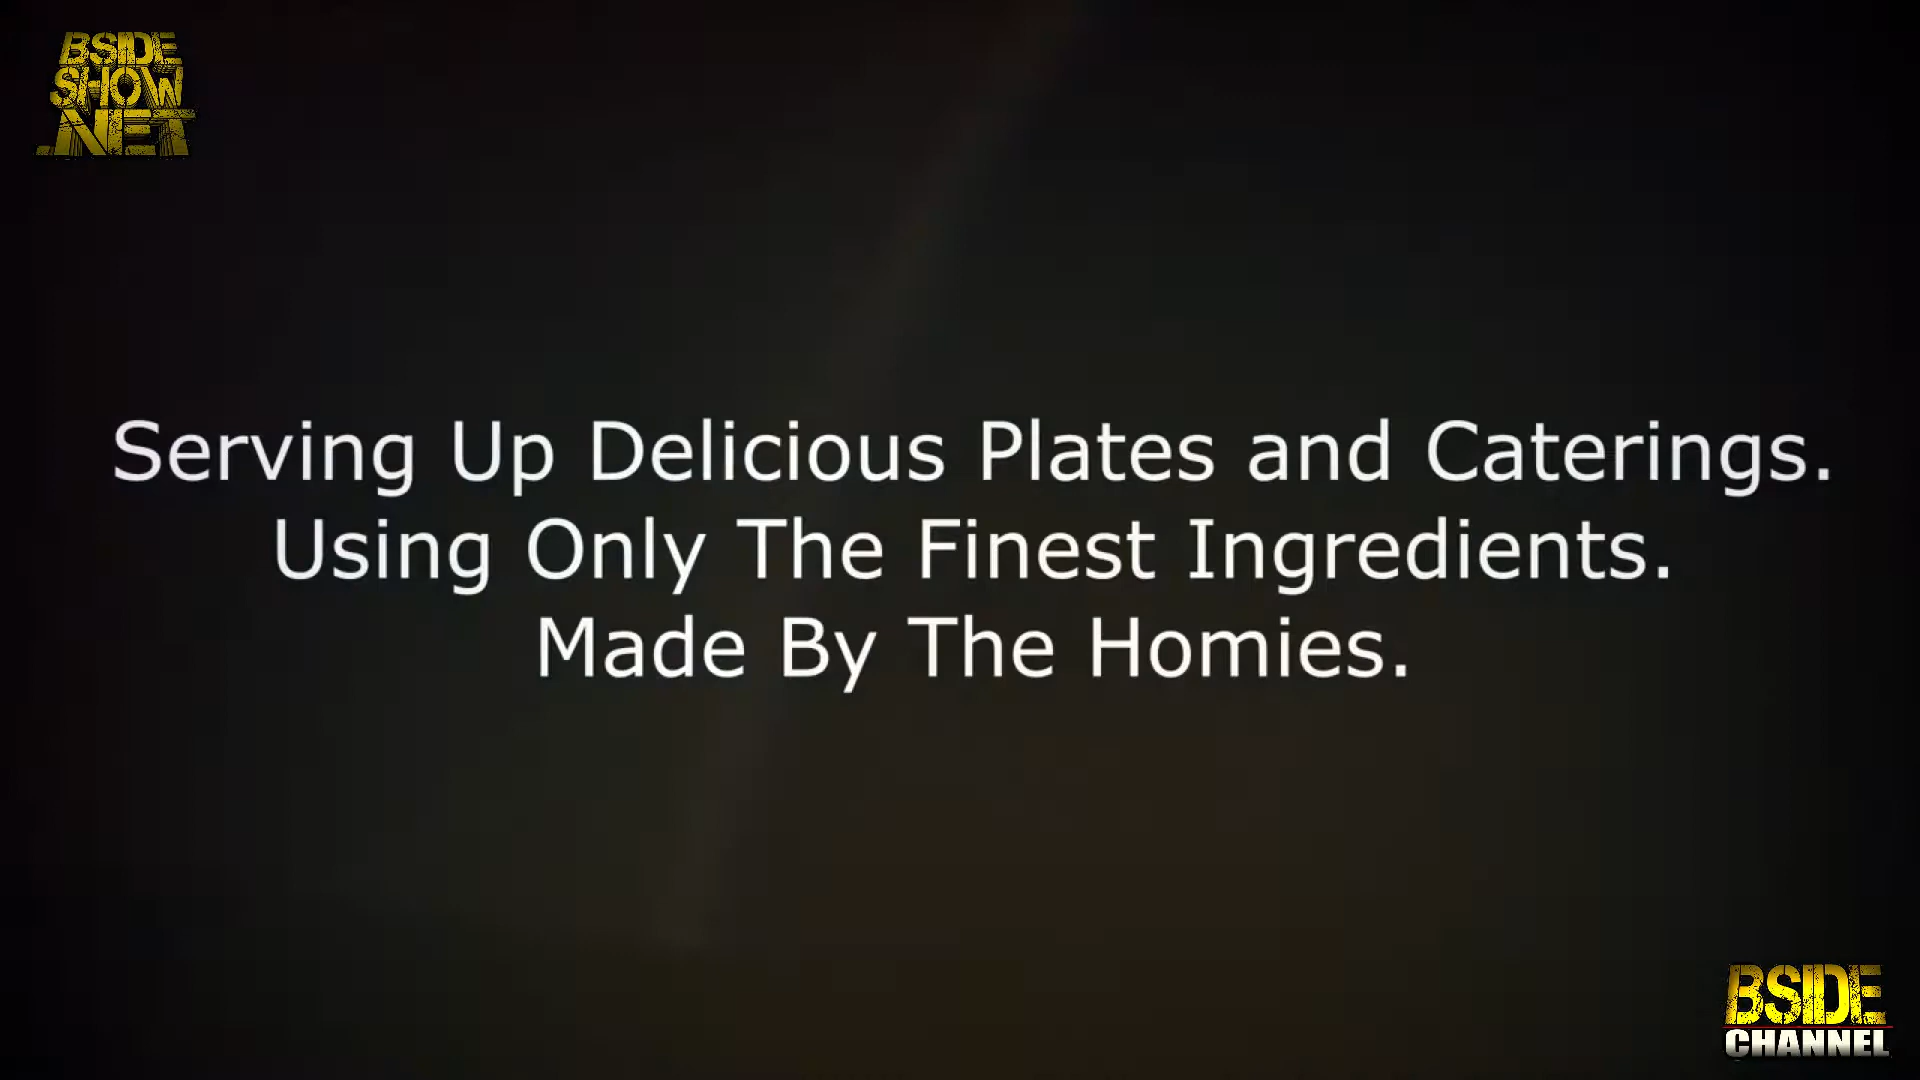 BSIDE
SHOW
.NET
Serving Up Delicious Plates and Caterings.
Using Only The Finest Ingredients.
Made By The Homies.
BSIDE
CHANNEL